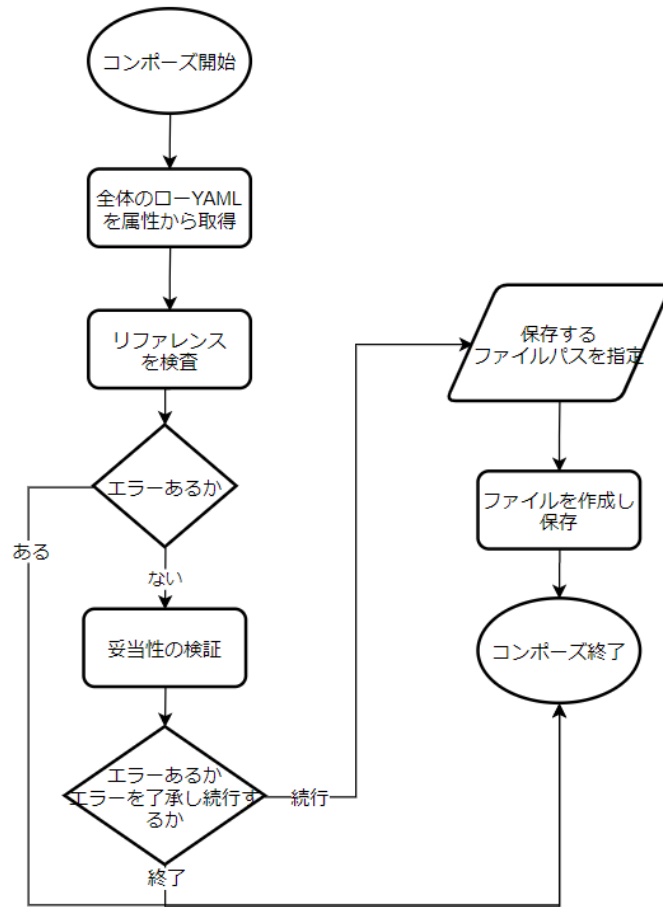 コンポーズ開始
全体のローYAML
を属性から取得
リファレンス
を検査
エラーあるか
ある
ない
妥当性の検証
エラーあるか
エラーを了承し続行す
るか
続行
終了
保存する
ファイルパスを指定
ファイルを作成し
保存
コンポーズ終了